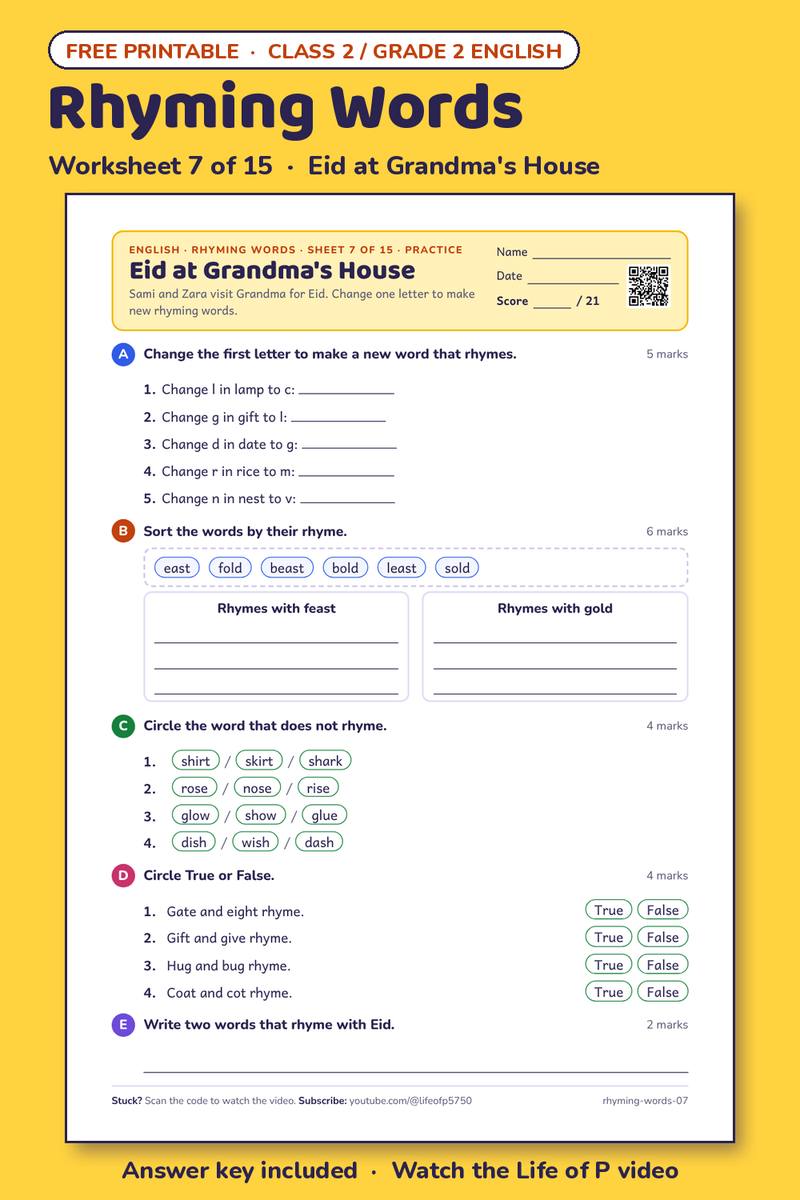 FREE PRINTABLE · CLASS 2 / GRADE 2 ENGLISH
Rhyming Words
Worksheet 7 of 15 · Eid at Grandma's House
ENGLISH · RHYMING WORDS · SHEET 7 OF 15 · PRACTICE
Eid at Grandma's House
Sami and Zara visit Grandma for Eid. Change one letter to make
new rhyming words.
Name
Date
Score / 21
A Change the first letter to make a new word that rhymes. 5 marks
1. Change l in lamp to c:
2. Change g in gift to l:
3. Change d in date to g:
4. Change r in rice to m:
5. Change n in nest to v:
B Sort the words by their rhyme. 6 marks
east fold beast bold least sold
Rhymes with feast Rhymes with gold
C Circle the word that does not rhyme. 4 marks
1. shirt / skirt / shark
2. rose / nose / rise
3. glow / show / glue
4. dish / wish / dash
D Circle True or False. 4 marks
1. Gate and eight rhyme. True False
2. Gift and give rhyme. True False
3. Hug and bug rhyme. True False
4. Coat and cot rhyme. True False
E Write two words that rhyme with Eid. 2 marks
Stuck? Scan the code to watch the video. Subscribe: youtube.com/@lifeofp5750 rhyming-words-07
Answer key included · Watch the Life of P video